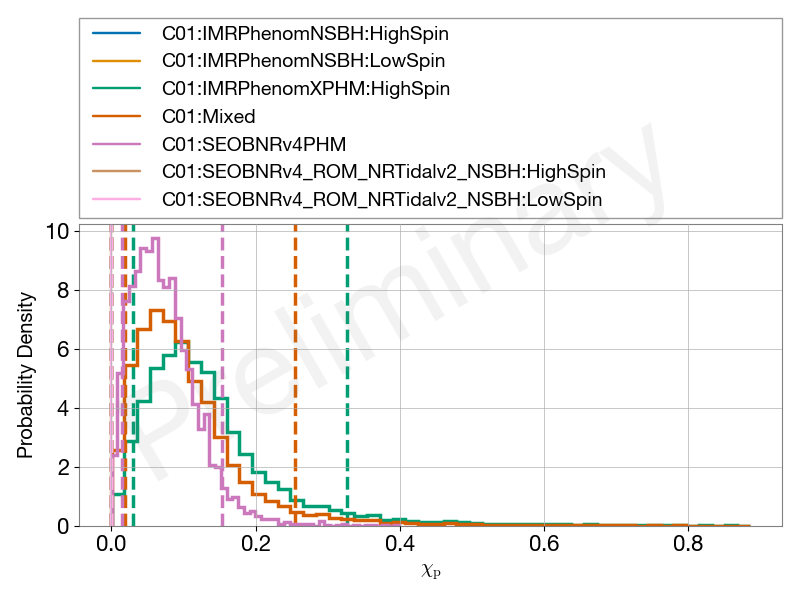 C01:IMRPhenomNSBH:HighSpin
C01:IMRPhenomNSBH:LowSpin
C01:IMRPhenomXPHM:HighSpin
C01:Mixed
C01:SEOBNRv4PHM
C01:SEOBNRv4_ROM_NRTidalv2_NSBH:HighSpin
C01:SEOBNRv4_ROM_NRTidalv2_NSBH:LowSpin
Preliminary
10
8
6
4
2
0
Probability Density
0.0 0.2 0.4 0.6 0.8
χp